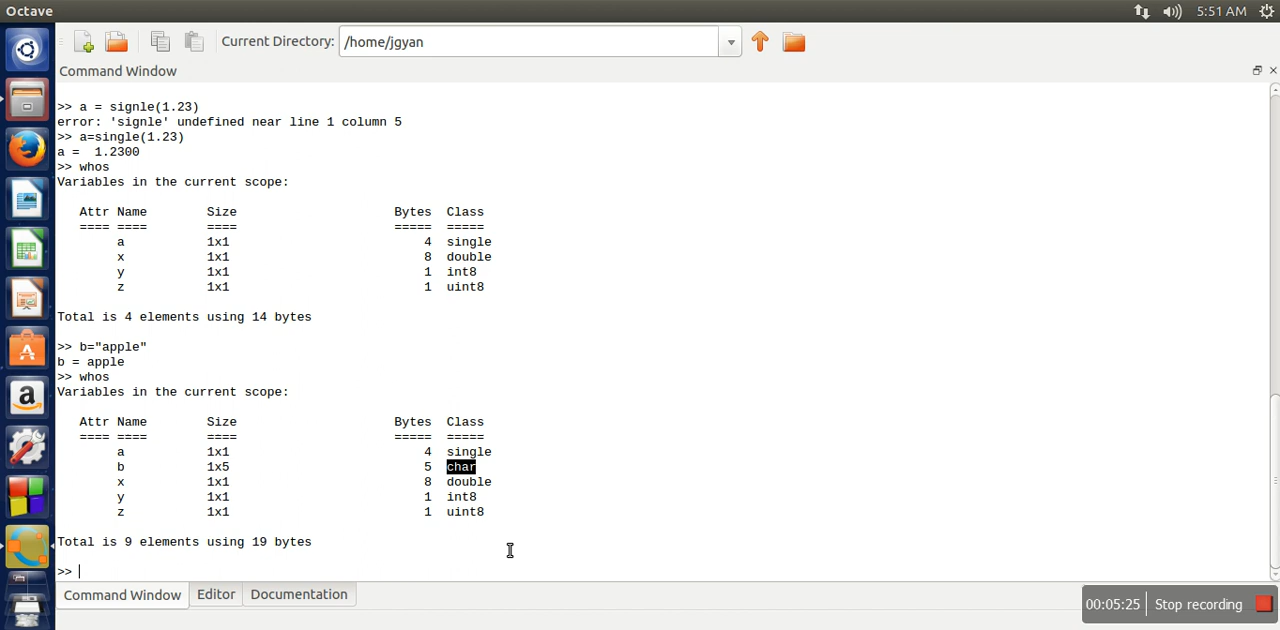 Octave
5:51 AM
Current Directory: /home/jgyan
Command Window
>> a = signle(1.23)
error: 'signle' undefined near line 1 column 5
>> a=single(1.23)
a =  1.2300
>> whos
Variables in the current scope:
Attr Name        Size                     Bytes  Class
==== ====        ====                     =====  =====
a           1x1                          4  single
x           1x1                          8  double
y           1x1                          1  int8
z           1x1                          1  uint8
Total is 4 elements using 14 bytes
>> b="apple"
b = apple
>> whos
Variables in the current scope:
Attr Name        Size                     Bytes  Class
==== ====        ====                     =====  =====
a           1x1                          4  single
b           1x5                          5  char
x           1x1                          8  double
y           1x1                          1  int8
z           1x1                          1  uint8
Total is 9 elements using 19 bytes
>>
Command Window Editor Documentation
00:05:25 Stop recording